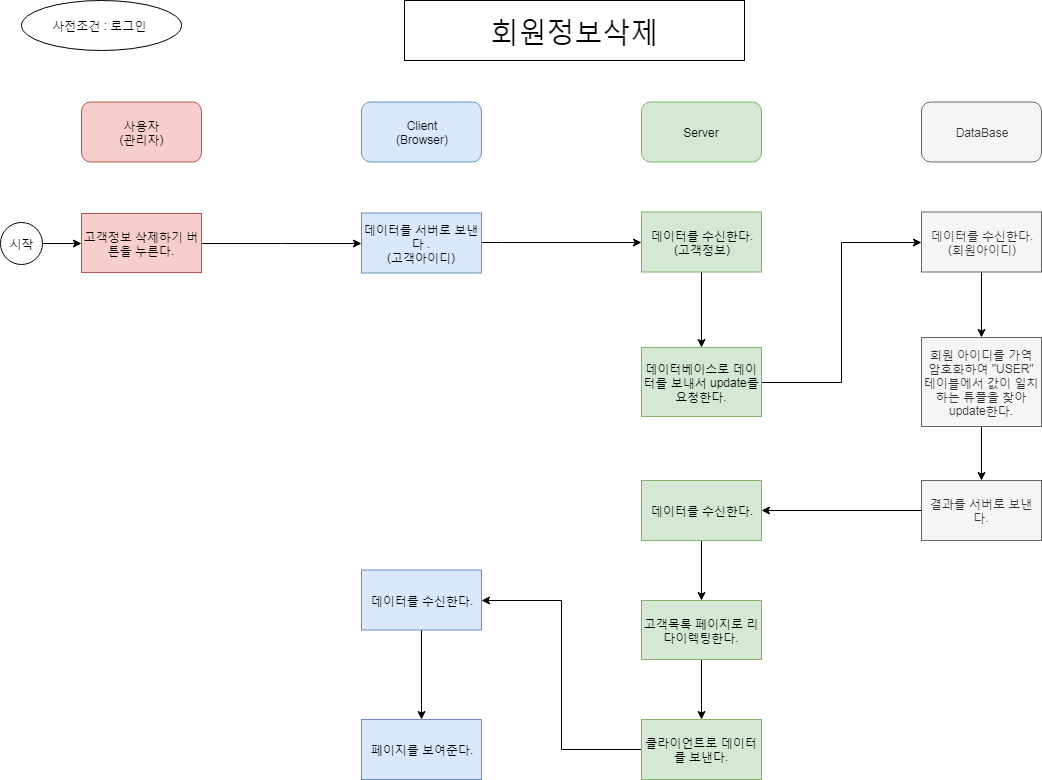 사전조건 : 로그인
회원정보삭제
사용자
(관리자)
Client
(Browser)
Server
DataBase
시작
고객정보 삭제하기 버
튼을 누른다.
데이터를 서버로 보낸
다 .
(고객아이디)
데이터를 수신한다.
(고객정보)
데이터를 수신한다.
(회원아이디)
데이터베이스로 데이
터를 보내서 update를
요청한다.
회원 아이디를 가역
암호화하여 "USER"
테이블에서 값이 일치
하는 튜플을 찾아
update한다.
데이터를 수신한다.
결과를 서버로 보낸
다.
데이터를 수신한다.
고객목록 페이지로 리
다이렉팅한다.
페이지를 보여준다.
클라이언트로 데이터
를 보낸다.